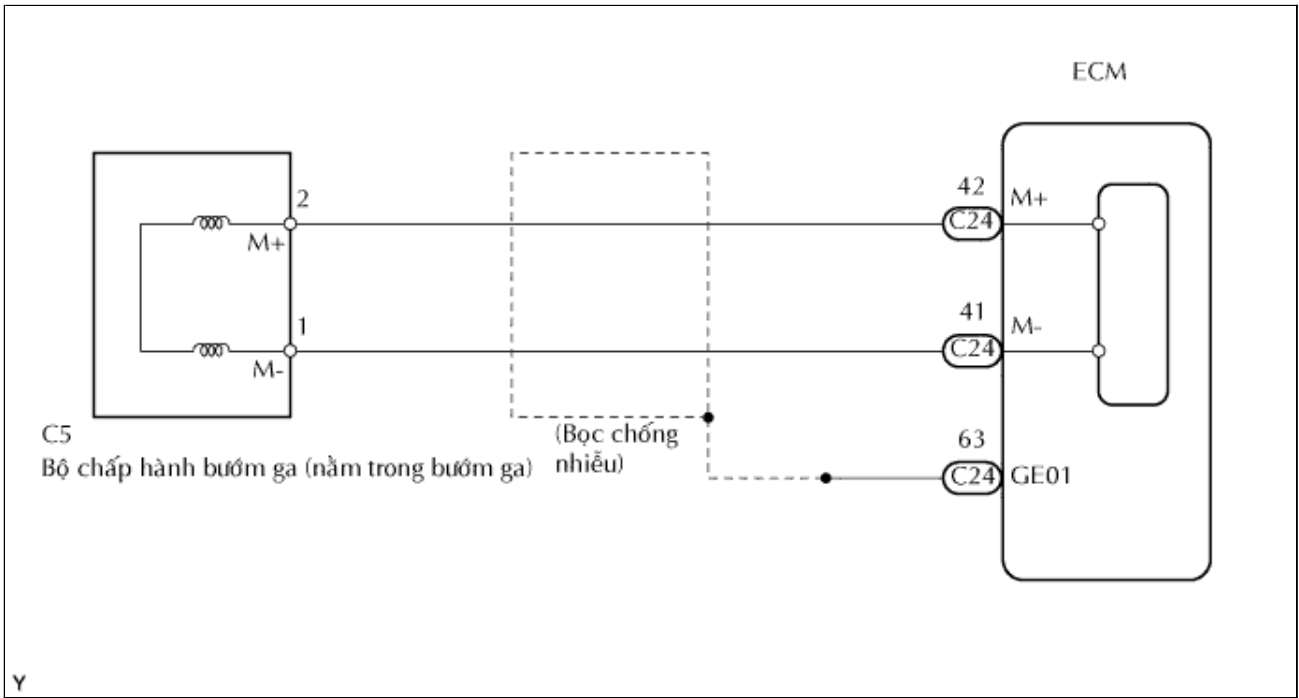 ECM
2
M+
42
C24
M+
1
M-
41
C24
M-
C5
Bộ chấp hành bướm ga (nằm trong bướm ga)
(Bọc chống
nhiễu)
63
C24
GE01
Y